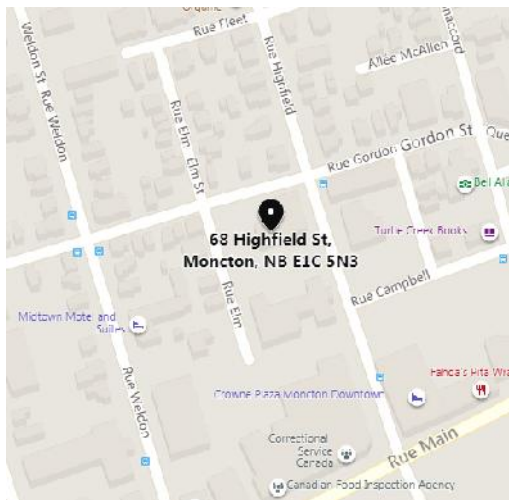 Rue Fleet
Allée McAllen
Weldon St Rue Weldon
Rue Highfield
Rue Elm Elm St
Rue Gordon Gordon St
68 Highfield St,
Moncton, NB E1C 5N3
Turtle Creek Books
Rue Campbell
Rue Elm
Midtown Motel and
Suites
Rue Weldon
Crowne Plaza Moncton Downtown
Correctional
Service
Canada
Rue Main
Canadian Food Inspection Agency